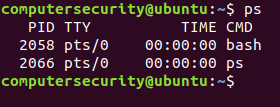 computersecurity@ubuntu:~$ ps
  PID TTY          TIME CMD
 2058 pts/0    00:00:00 bash
 2066 pts/0    00:00:00 ps
computersecurity@ubuntu:~$